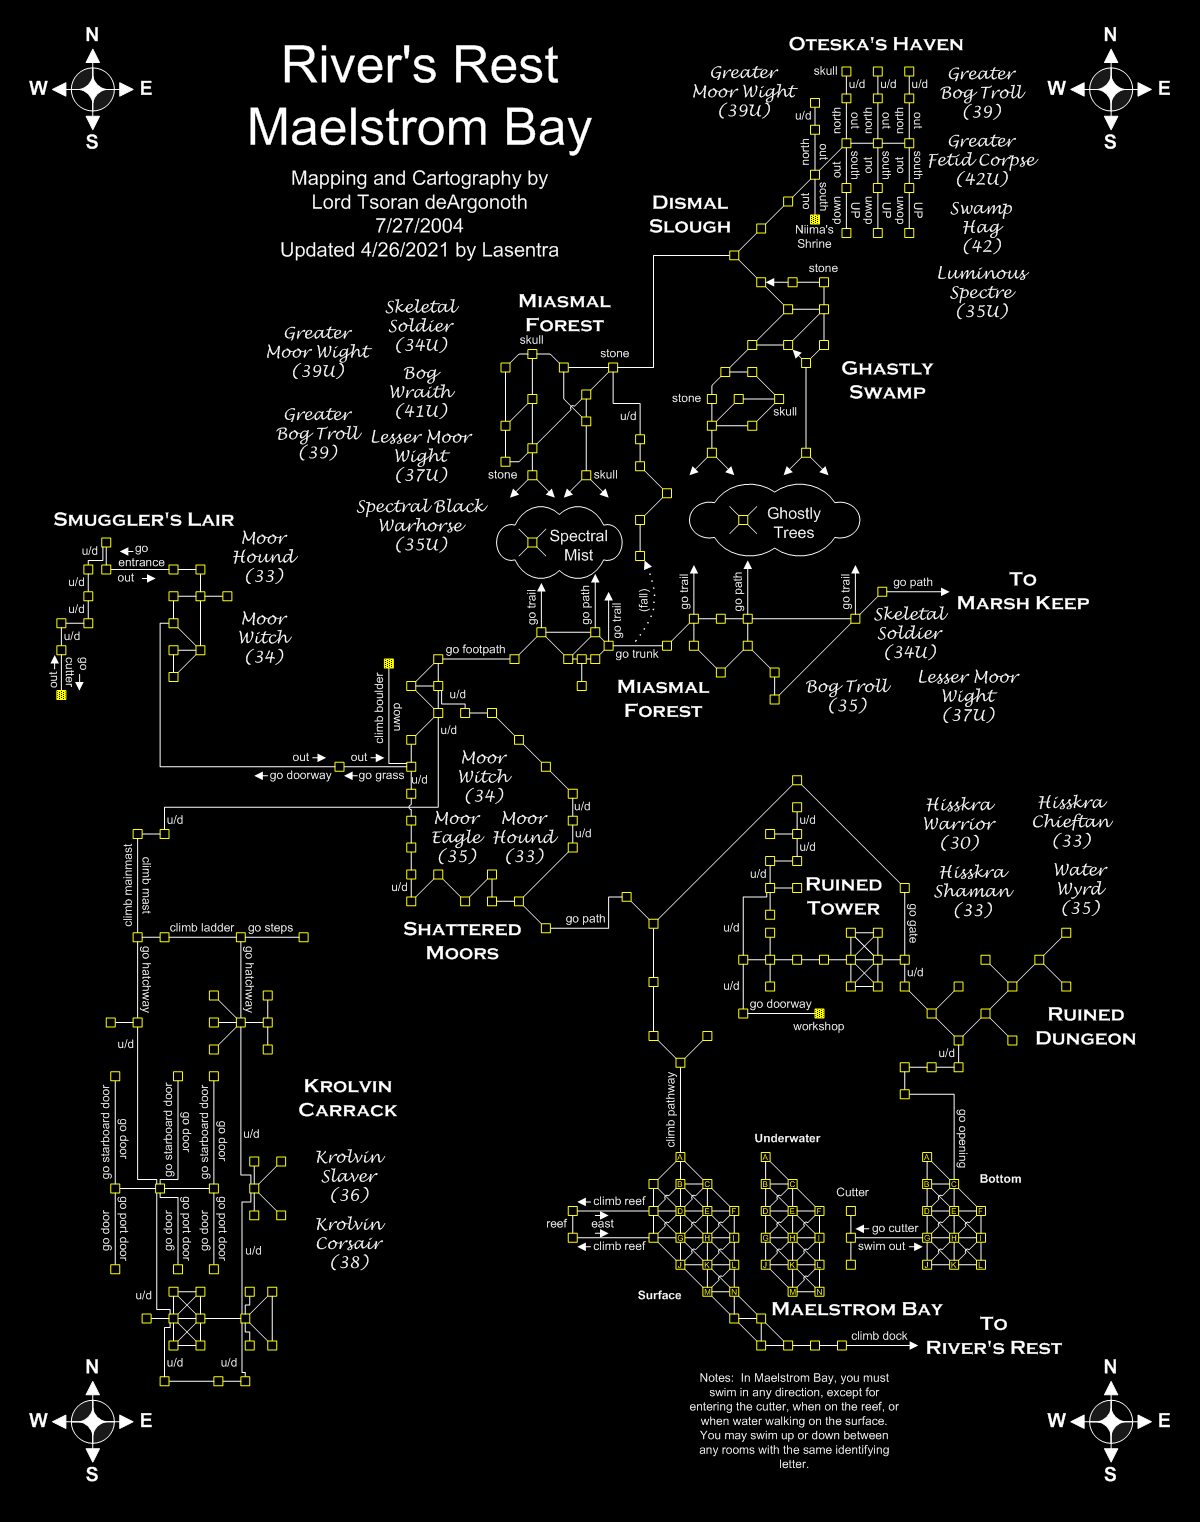 N
W E
S
N
W E
S
River's Rest
Maelstrom Bay
Mapping and Cartography by
Lord Tsoran deArgonoth
7/27/2004
Updated 4/26/2021 by Lasentra
OTESKA'S HAVEN
Greater
Moor Wight
(39U)
skull
u/d
u/d
u/d
u/d
north
out
north
out
north
out
north
out
out
south
out
south
out
south
out
south
down
UP
down
UP
down
UP
Niima's
Shrine
Greater
Bog Troll
(39)
Greater
Fetid Corpse
(42U)
Swamp
Hag
(42)
Luminous
Spectre
(35U)
DISMAL
SLOUGH
stone
GHASTLY
SWAMP
stone
skull
MIASMAL
FOREST
skull
stone
u/d
stone
skull
Skeletal
Soldier
(34U)
Greater
Moor Wight
(39U)
Bog
Wraith
(41U)
Greater
Bog Troll
(39)
Lesser Moor
Wight
(37U)
Spectral Black
Warhorse
(35U)
Spectral
Mist
Ghostly
Trees
SMUGGLER'S LAIR
u/d
go
entrance
out
u/d
u/d
u/d
out
cutter
go
Moor
Hound
(33)
Moor
Witch
(34)
go trail
go path
go trail
(fall)
go trail
go path
go trail
go path
To
MARSH KEEP
go footpath
go trunk
Skeletal
Soldier
(34U)
Lesser Moor
Wight
(37U)
Bog Troll
(35)
MIASMAL
FOREST
climb boulder
down
u/d
u/d
out
go doorway
out
go grass
u/d
Moor
Witch
(34)
Moor
Eagle
(35)
Moor
Hound
(33)
u/d
u/d
u/d
u/d
SHATTERED
MOORS
go path
climb mainmast
climb mast
climb ladder
go steps
go hatchway
go hatchway
u/d
KROLVIN
CARRACK
Krolvin
Slaver
(36)
Krolvin
Corsair
(38)
go starboard door
go door
go starboard door
go door
go starboard door
go door
go door
go port door
go door
go port door
go door
go port door
u/d
u/d
u/d
u/d
u/d
Hisskra
Warrior
(30)
Hisskra
Chieftan
(33)
Hisskra
Shaman
(33)
Water
Wyrd
(35)
u/d
u/d
u/d
RUINED
TOWER
u/d
u/d
go doorway
workshop
go gate
u/d
RUINED
DUNGEON
u/d
go opening
climb pathway
Underwater
Bottom
Cutter
climb reef
reef
east
climb reef
go cutter
swim out
A
B C
D E F
G H I
J K L
M N
A
B C
D E F
G H I
J K L
M N
A
B C
D E F
G H I
J K L
Surface
MAELSTROM BAY
climb dock
To
RIVER'S REST
Notes: In Maelstrom Bay, you must
swim in any direction, except for
entering the cutter, when on the reef, or
when water walking on the surface.
You may swim up or down between
any rooms with the same identifying
letter.
N
W E
S
N
W E
S